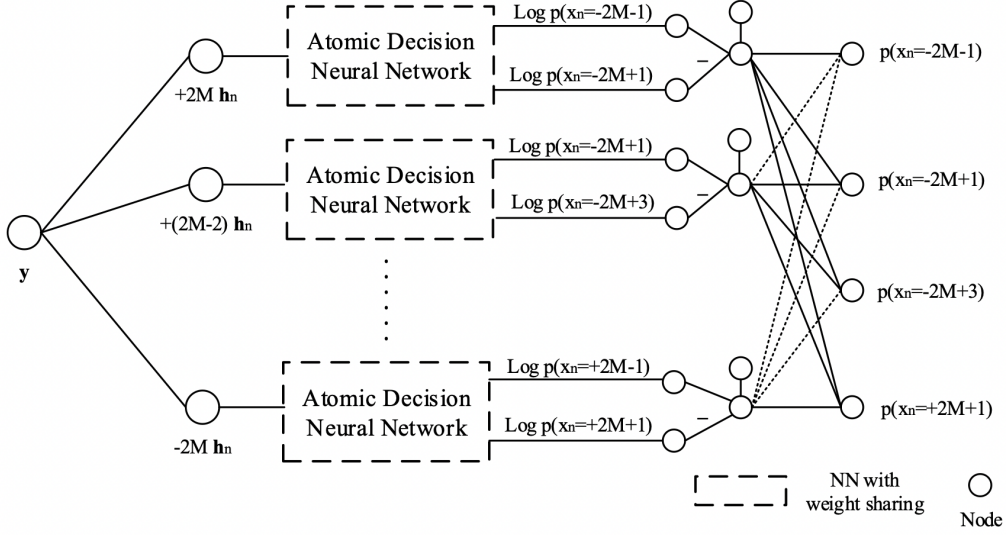 Log p(xn=-2M-1)
Atomic Decision
Neural Network
p(xn=-2M-1)
–
+2M hn
Log p(xn=-2M+1)
Log p(xn=-2M+1)
Atomic Decision
Neural Network
p(xn=-2M+1)
–
+(2M-2) hn
Log p(xn=-2M+3)
y
p(xn=-2M+3)
Log p(xn=+2M-1)
Atomic Decision
Neural Network
p(xn=+2M+1)
–
-2M hn
Log p(xn=+2M+1)
NN with
weight sharing
Node